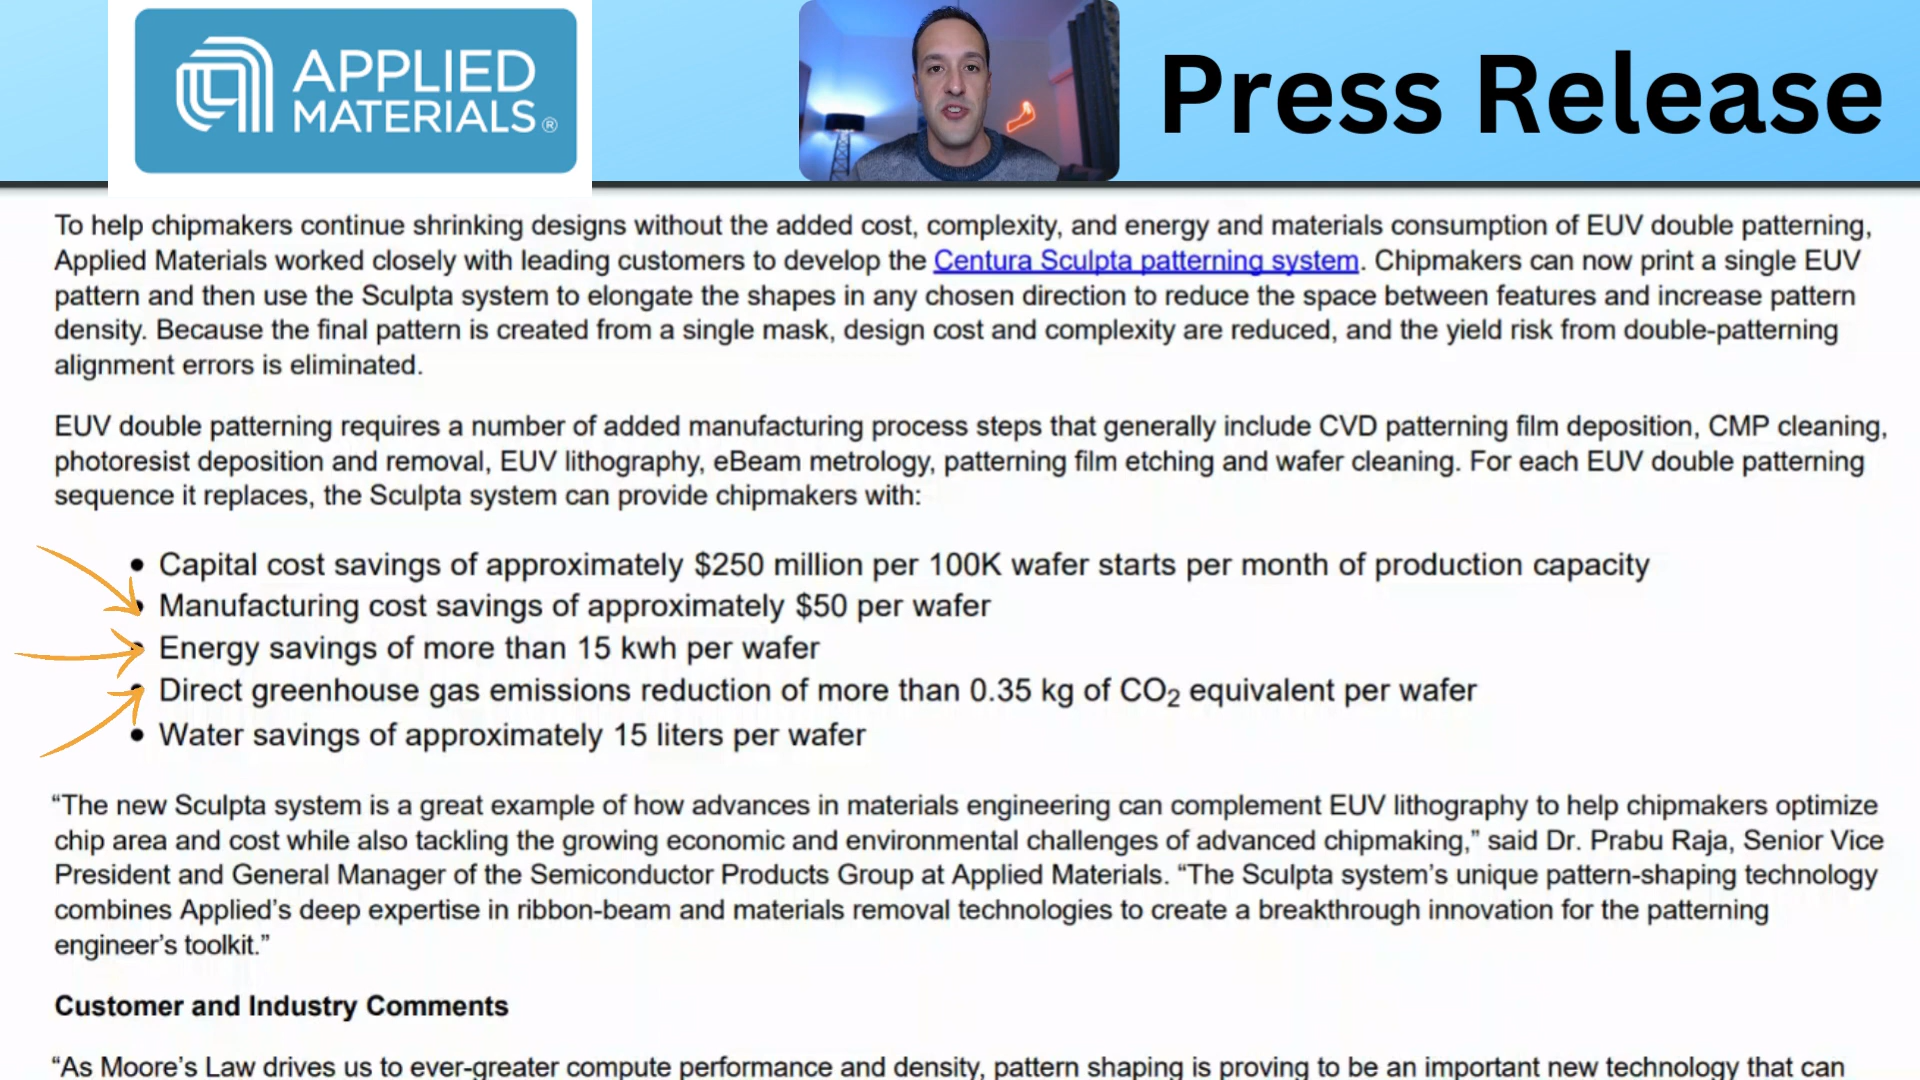 APPLIED
MATERIALS®
Press Release
To help chipmakers continue shrinking designs without the added cost, complexity, and energy and materials consumption of EUV double patterning,
Applied Materials worked closely with leading customers to develop the Centura Sculpta patterning system. Chipmakers can now print a single EUV
pattern and then use the Sculpta system to elongate the shapes in any chosen direction to reduce the space between features and increase pattern
density. Because the final pattern is created from a single mask, design cost and complexity are reduced, and the yield risk from double-patterning
alignment errors is eliminated.
EUV double patterning requires a number of added manufacturing process steps that generally include CVD patterning film deposition, CMP cleaning,
photoresist deposition and removal, EUV lithography, eBeam metrology, patterning film etching and wafer cleaning. For each EUV double patterning
sequence it replaces, the Sculpta system can provide chipmakers with:
• Capital cost savings of approximately $250 million per 100K wafer starts per month of production capacity
• Manufacturing cost savings of approximately $50 per wafer
• Energy savings of more than 15 kwh per wafer
• Direct greenhouse gas emissions reduction of more than 0.35 kg of CO₂ equivalent per wafer
• Water savings of approximately 15 liters per wafer
“The new Sculpta system is a great example of how advances in materials engineering can complement EUV lithography to help chipmakers optimize
chip area and cost while also tackling the growing economic and environmental challenges of advanced chipmaking,” said Dr. Prabu Raja, Senior Vice
President and General Manager of the Semiconductor Products Group at Applied Materials. “The Sculpta system’s unique pattern-shaping technology
combines Applied’s deep expertise in ribbon-beam and materials removal technologies to create a breakthrough innovation for the patterning
engineer’s toolkit.”
Customer and Industry Comments
“As Moore’s Law drives us to ever-greater compute performance and density, pattern shaping is proving to be an important new technology that can